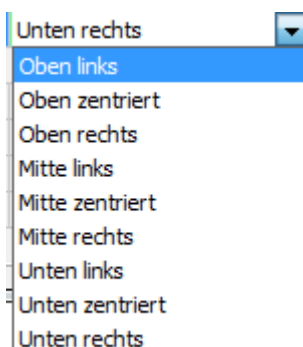 Unten rechts
Oben links
Oben zentriert
Oben rechts
Mitte links
Mitte zentriert
Mitte rechts
Unten links
Unten zentriert
Unten rechts